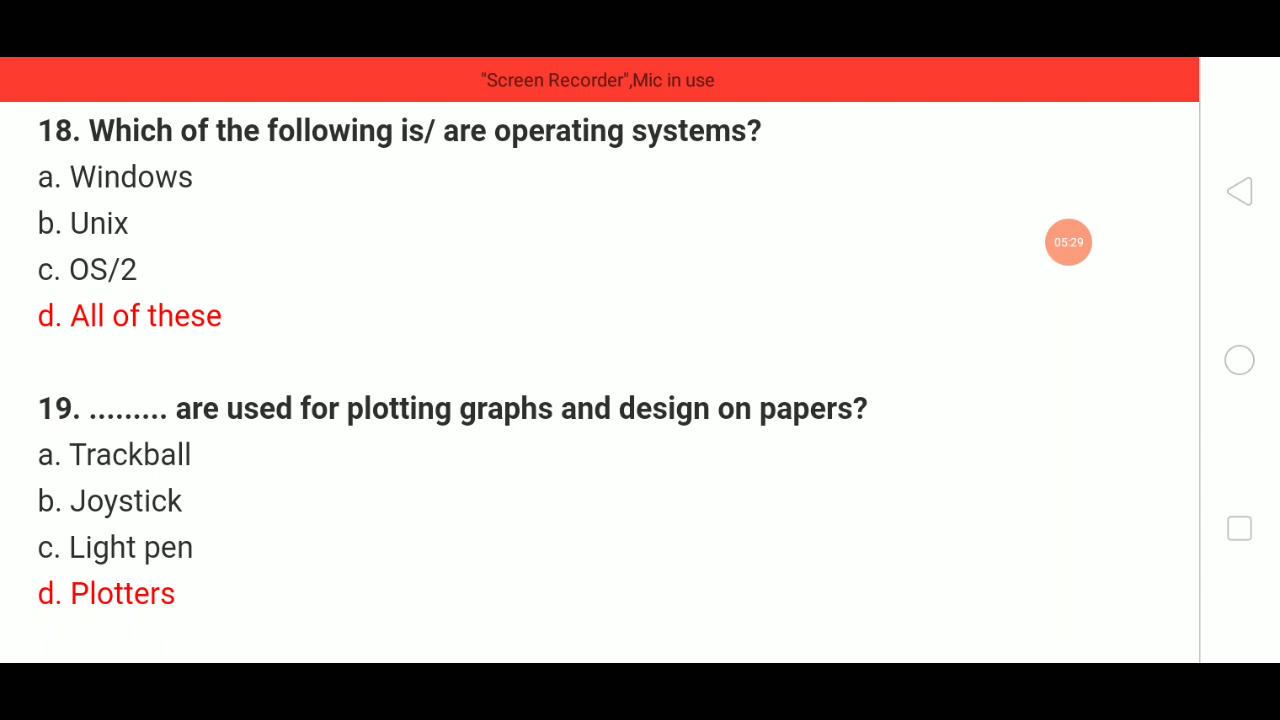 "Screen Recorder",Mic in use
18. Which of the following is/ are operating systems?
a. Windows
b. Unix
05:29
c. OS/2
d. All of these
19. ......... are used for plotting graphs and design on papers?
a. Trackball
b. Joystick
c. Light pen
d. Plotters